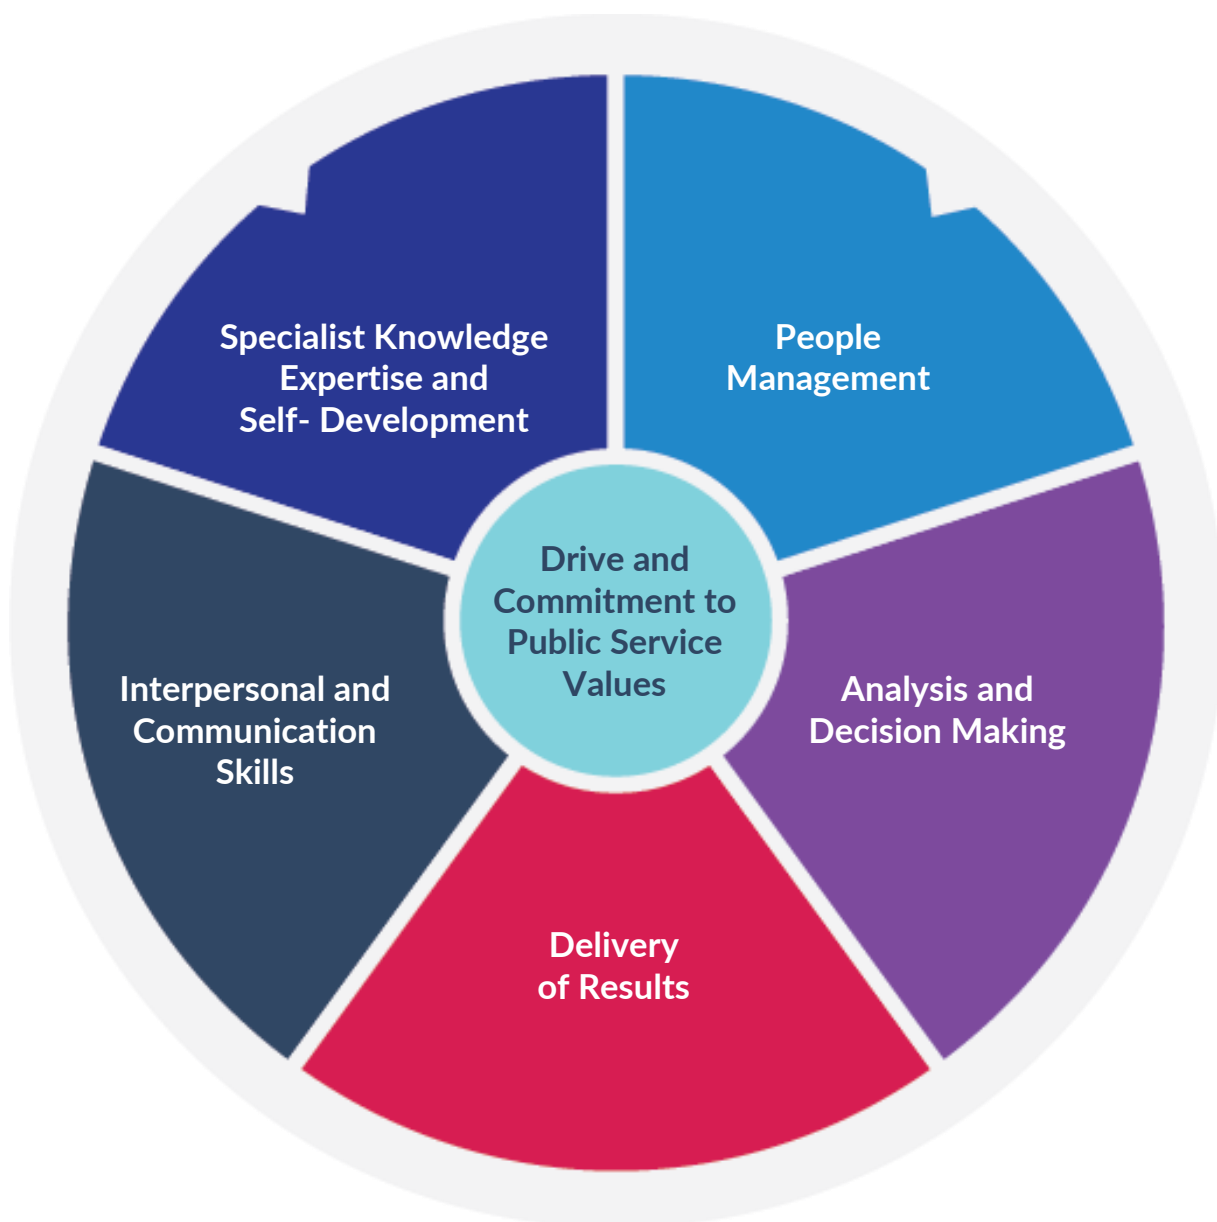 Specialist Knowledge
Expertise and
Self- Development
People
Management
Drive and
Commitment to
Public Service
Values
Interpersonal and
Communication
Skills
Analysis and
Decision Making
Delivery
of Results